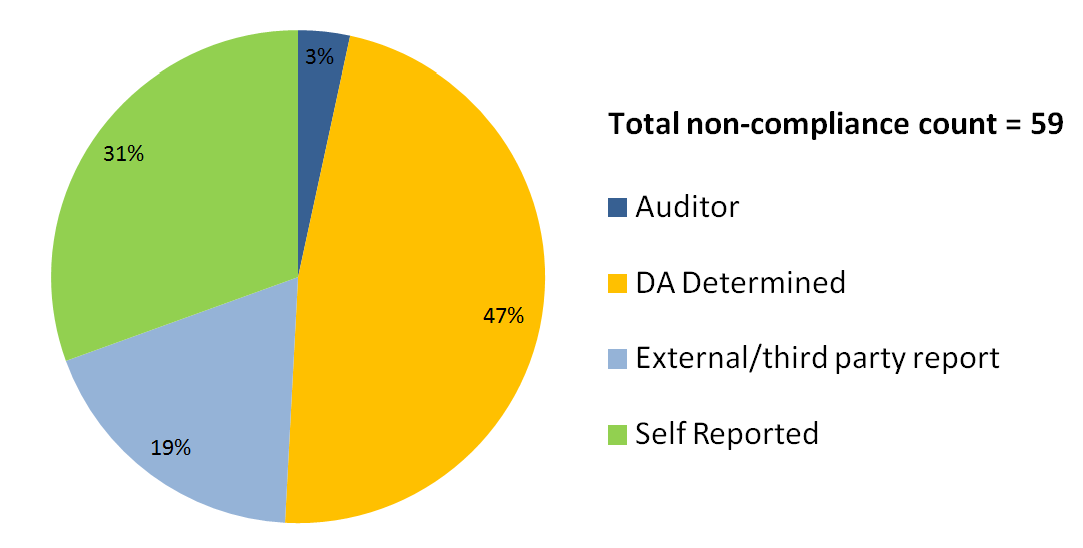 3%
47%
19%
31%
Total non-compliance count = 59
Auditor
DA Determined
External/third party report
Self Reported